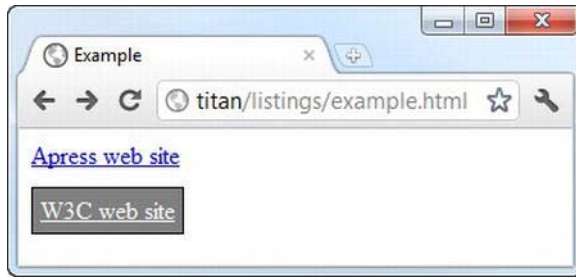 Example
titan/listings/example.html
Apress web site
W3C web site